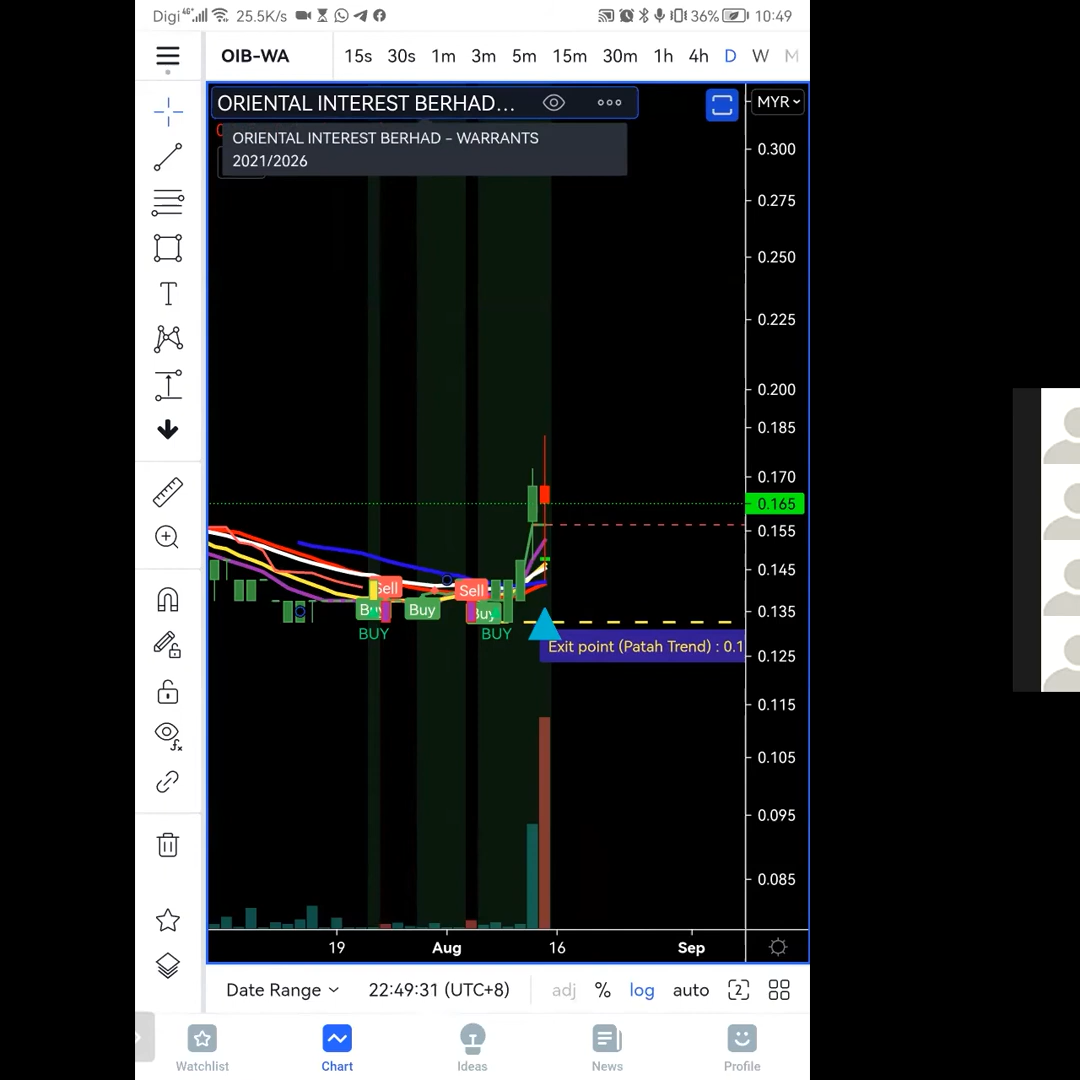 Digi 4G 25.5K/s 36% 10:49
OIB-WA 15s 30s 1m 3m 5m 15m 30m 1h 4h D W M
ORIENTAL INTEREST BERHAD... MYR
ORIENTAL INTEREST BERHAD - WARRANTS
2021/2026
0.300
0.275
0.250
0.225
0.200
0.185
0.170
0.165
0.155
0.145
Sell Sell
Buy Buy Buy 0.135
BUY BUY
Exit point (Patah Trend) : 0.1
0.125
0.115
0.105
0.095
0.085
19 Aug 16 Sep
Date Range 22:49:31 (UTC+8) adj % log auto 2
Watchlist Chart Ideas News Profile